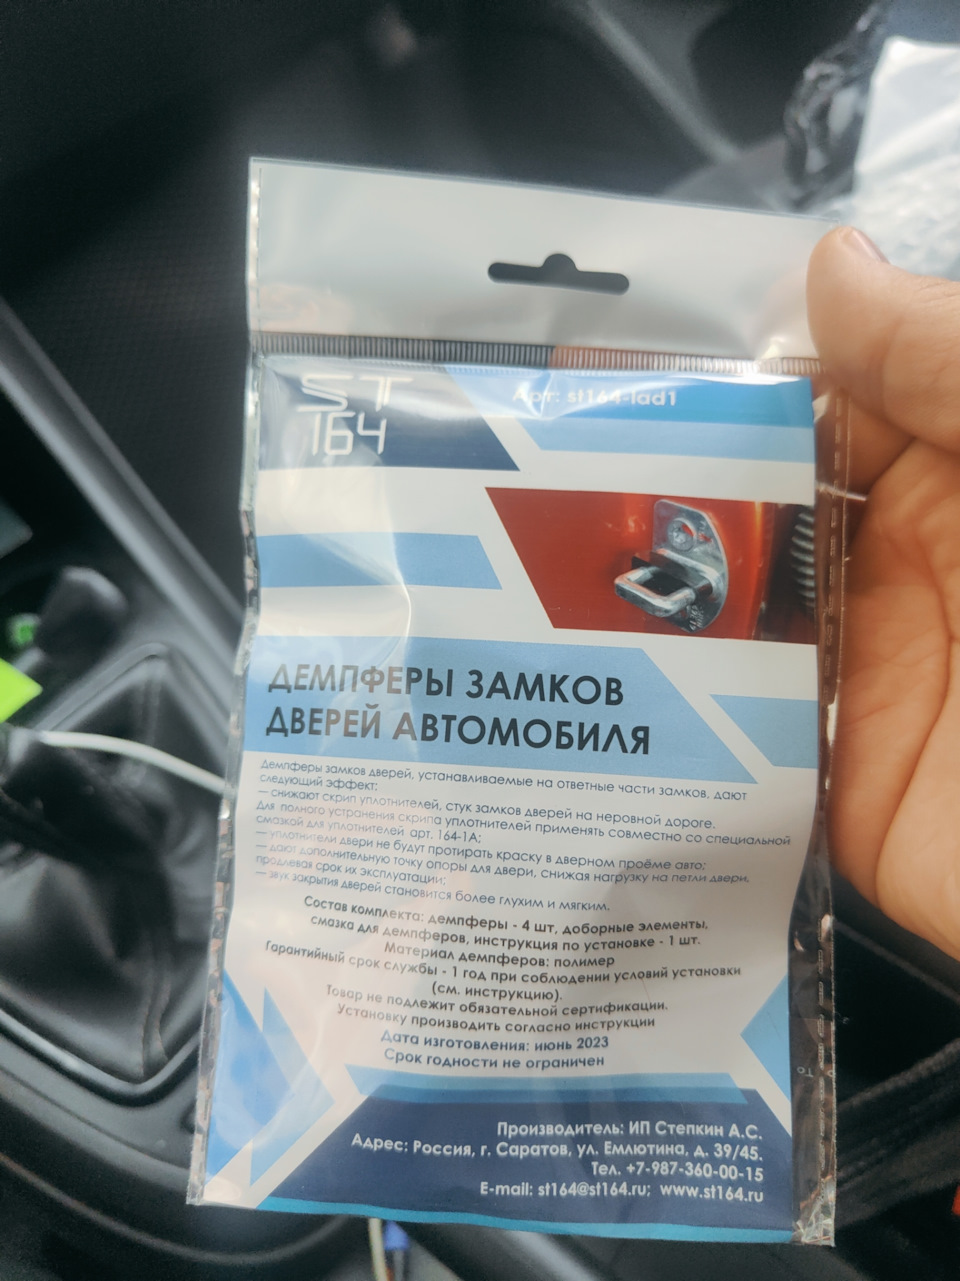 ST
164
Арт: st164-lad1
ДЕМПФЕРЫ ЗАМКОВ
ДВЕРЕЙ АВТОМОБИЛЯ
Демпферы замков дверей, устанавливаемые на ответные части замков, дают
следующий эффект:
— снижают скрип уплотнителей, стук замков дверей на неровной дороге.
Для полного устранения скрипа уплотнителей применять совместно со специальной
смазкой для уплотнителей арт. 164-1А;
— уплотнители двери не будут протирать краску в дверном проёме авто;
— дают дополнительную точку опоры для двери, снижая нагрузку на петли двери,
продлевая срок их эксплуатации;
— звук закрытия дверей становится более глухим и мягким.
Состав комплекта: демпферы - 4 шт, доборные элементы,
смазка для демпферов, инструкция по установке - 1 шт.
Материал демпферов: полимер
Гарантийный срок службы - 1 год при соблюдении условий установки
(см. инструкцию).
Товар не подлежит обязательной сертификации.
Установку производить согласно инструкции
Дата изготовления: июнь 2023
Срок годности не ограничен
Производитель: ИП Степкин А.С.
Адрес: Россия, г. Саратов, ул. Емлютина, д. 39/45.
Тел. +7-987-360-00-15
E-mail: st164@st164.ru; www.st164.ru